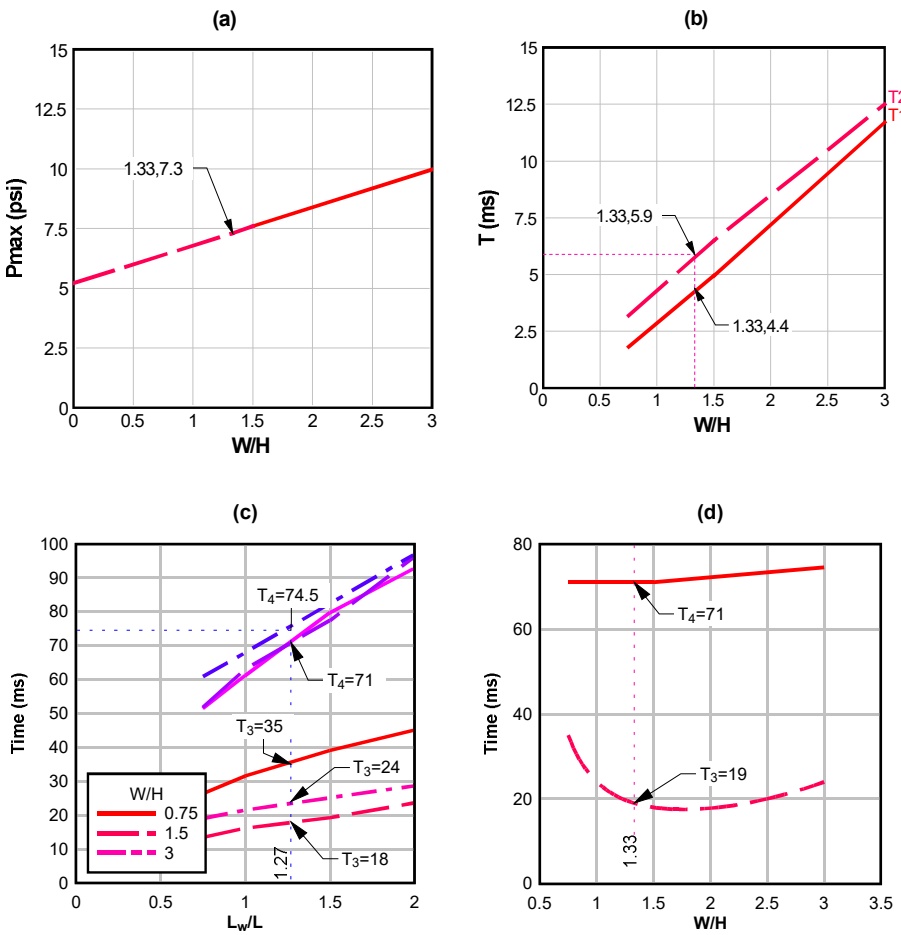 (a)
15
12.5
10
7.5
5
2.5
0
Pmax (psi)
1.33,7.3
0 0.5 1 1.5 2 2.5 3
W/H
(b)
15
12.5
10
7.5
5
2.5
0
T (ms)
T2
T1
1.33,5.9
1.33,4.4
0 0.5 1 1.5 2 2.5 3
W/H
(c)
100
90
80
70
60
50
40
30
20
10
0
Time (ms)
T4=74.5
T4=71
T3=35
T3=24
T3=18
1.27
W/H
0.75
1.5
3
0 0.5 1.0 1.5 2
Lw/L
(d)
80
60
40
20
0
Time (ms)
T4=71
T3=19
1.33
0.5 1 1.5 2 2.5 3 3.5
W/H